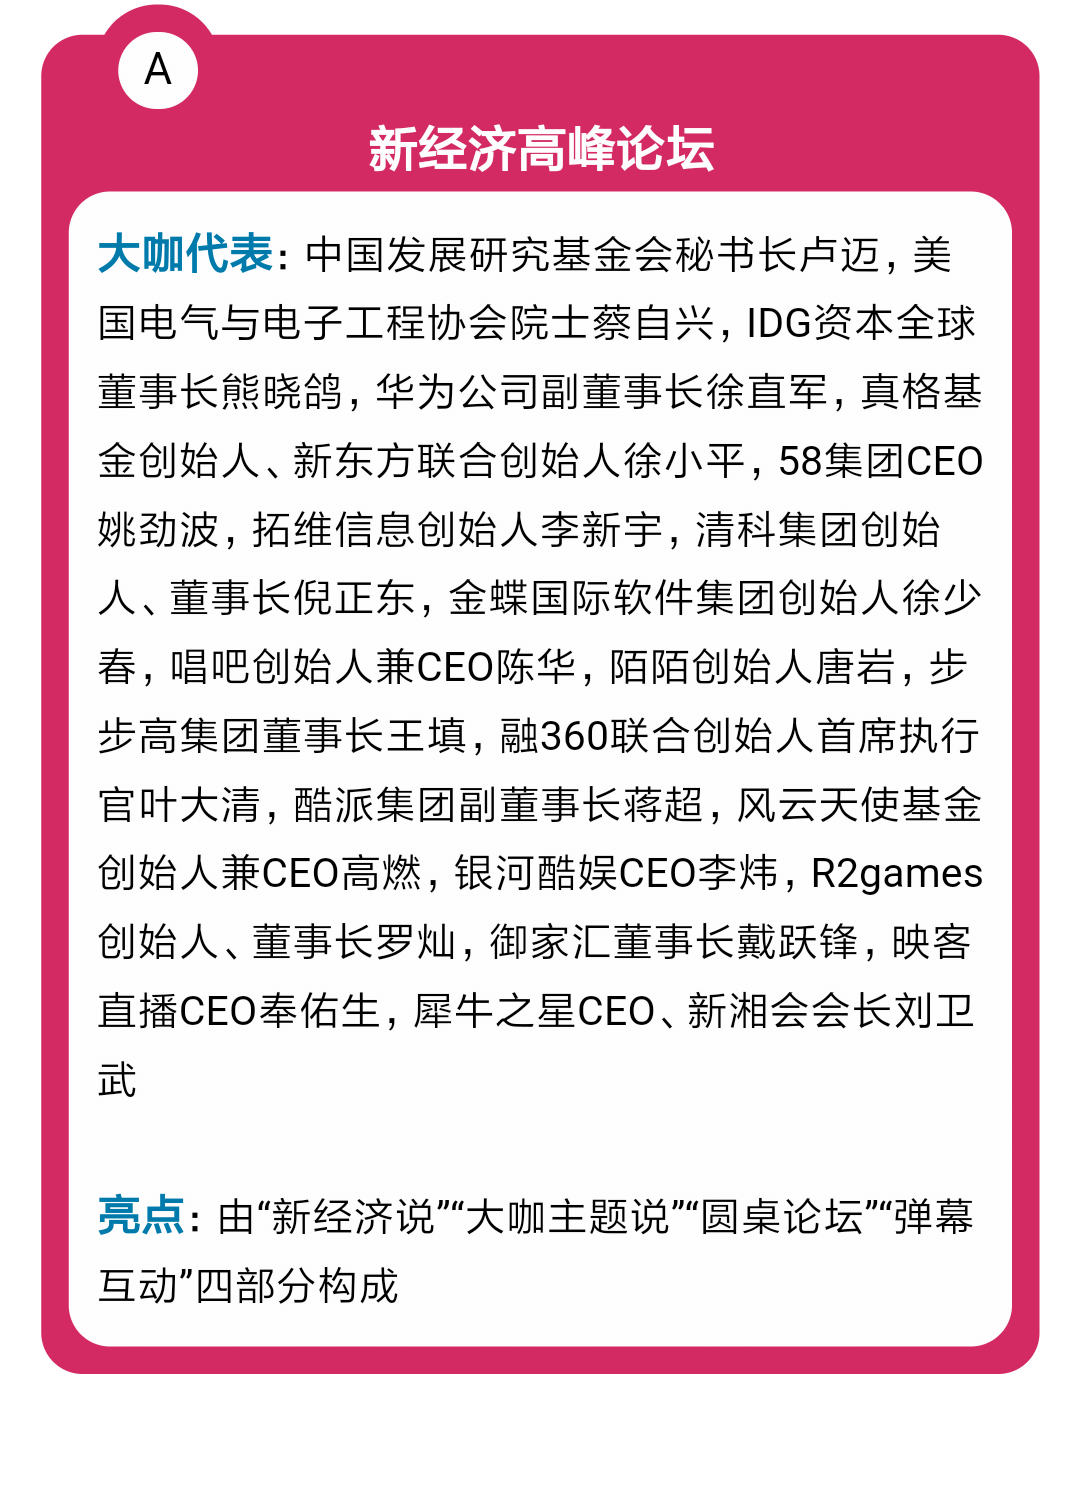 A
新经济高峰论坛
大咖代表：中国发展研究基金会秘书长卢迈，美
国电气与电子工程协会院士蔡自兴，IDG资本全球
董事长熊晓鸽，华为公司副董事长徐直军，真格基
金创始人、新东方联合创始人徐小平，58集团CEO
姚劲波，拓维信息创始人李新宇，清科集团创始
人、董事长倪正东，金蝶国际软件集团创始人徐少
春，唱吧创始人兼CEO陈华，陌陌创始人唐岩，步
步高集团董事长王填，融360联合创始人首席执行
官叶大清，酷派集团副董事长蒋超，风云天使基金
创始人兼CEO高燃，银河酷娱CEO李炜，R2games
创始人、董事长罗灿，御家汇董事长戴跃锋，映客
直播CEO奉佑生，犀牛之星CEO、新湘会会长刘卫
武
亮点：由“新经济说”“大咖主题说”“圆桌论坛”“弹幕
互动”四部分构成